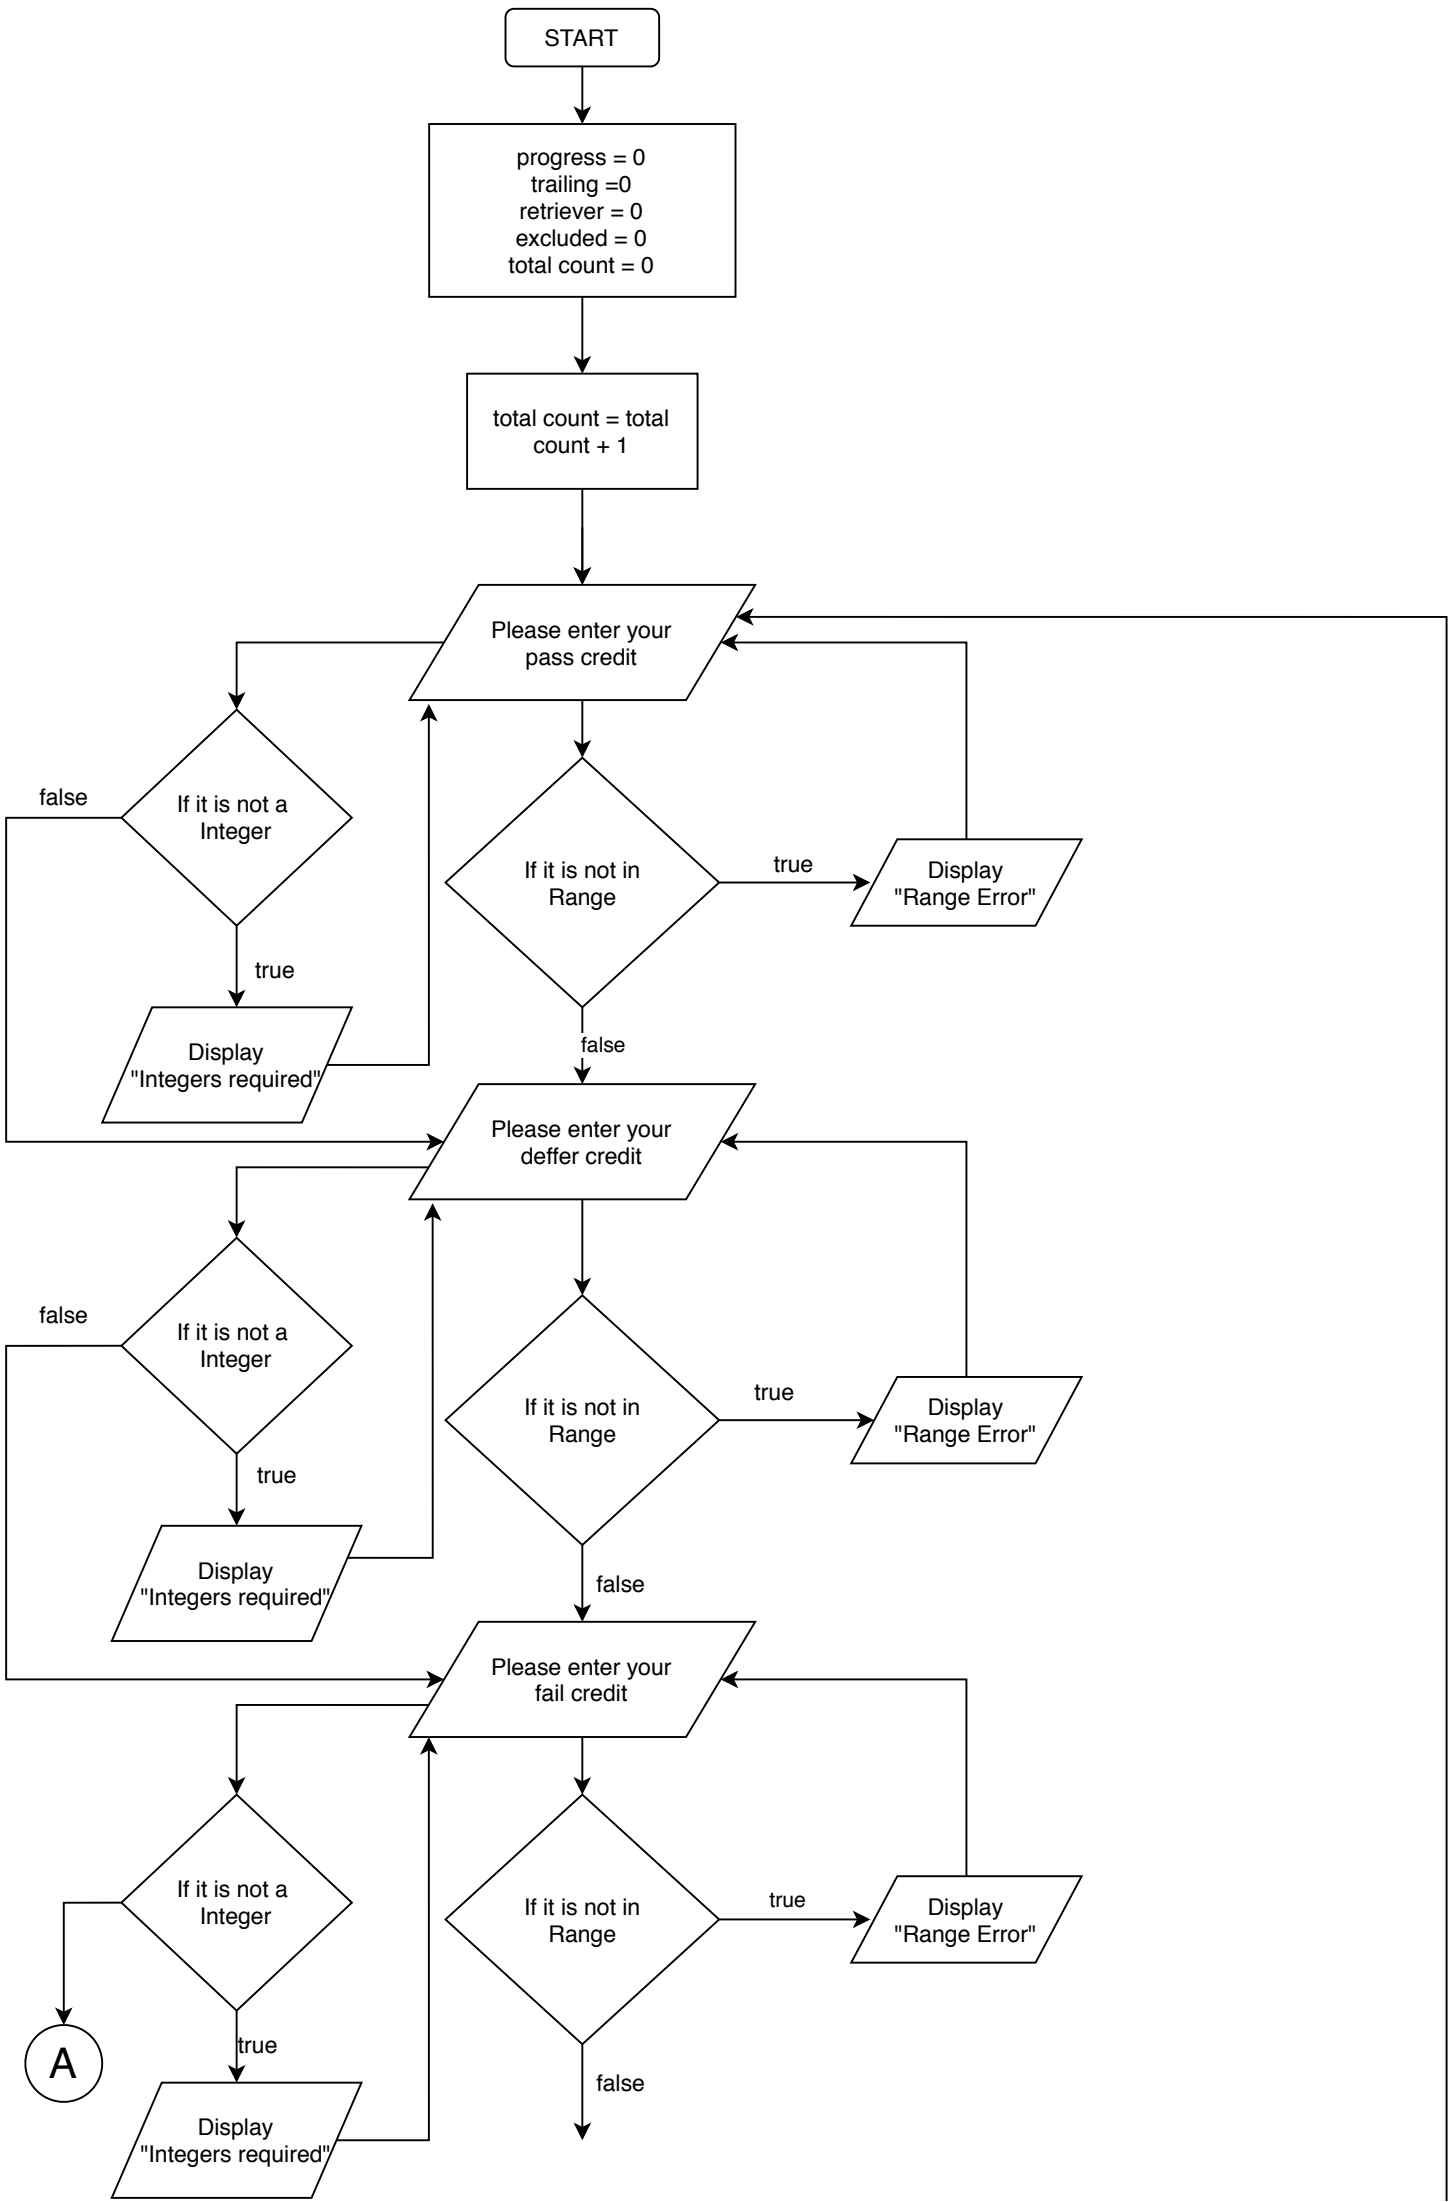 START
progress = 0
trailing =0
retriever = 0
excluded = 0
total count = 0
total count = total
count + 1
Please enter your
pass credit
false
If it is not a
Integer
If it is not in
Range
true
Display
"Range Error"
true
Display
"Integers required"
false
Please enter your
deffer credit
false
If it is not a
Integer
If it is not in
Range
true
Display
"Range Error"
true
Display
"Integers required"
false
Please enter your
fail credit
If it is not a
Integer
If it is not in
Range
true
Display
"Range Error"
A
true
false
Display
"Integers required"